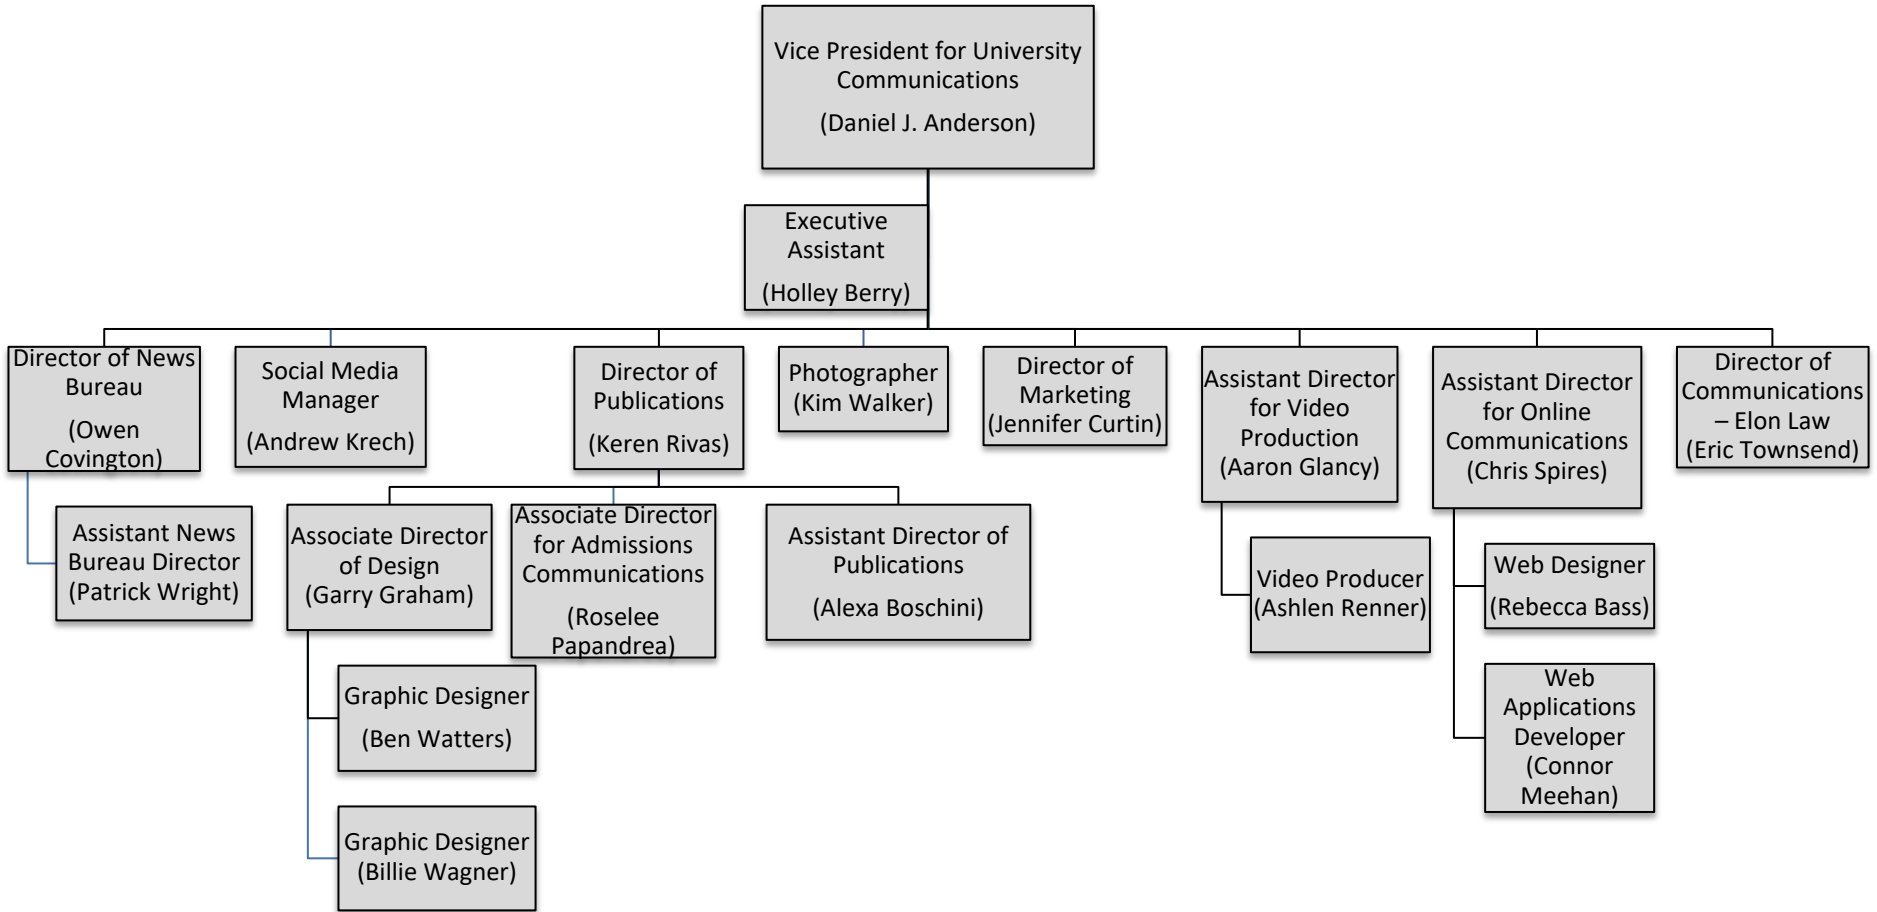 Vice President for University
Communications
(Daniel J. Anderson)
Executive
Assistant
(Holley Berry)
Director of News
Bureau
(Owen
Covington)
Social Media
Manager
(Andrew Krech)
Director of
Publications
(Keren Rivas)
Photographer
(Kim Walker)
Director of
Marketing
(Jennifer Curtin)
Assistant Director
for Video
Production
(Aaron Glancy)
Assistant Director
for Online
Communications
(Chris Spires)
Director of
Communications
– Elon Law
(Eric Townsend)
Assistant News
Bureau Director
(Patrick Wright)
Associate Director
of Design
(Garry Graham)
Associate Director
for Admissions
Communications
(Roselee
Papandrea)
Assistant Director of
Publications
(Alexa Boschini)
Video Producer
(Ashlen Renner)
Web Designer
(Rebecca Bass)
Graphic Designer
(Ben Watters)
Web
Applications
Developer
(Connor
Meehan)
Graphic Designer
(Billie Wagner)